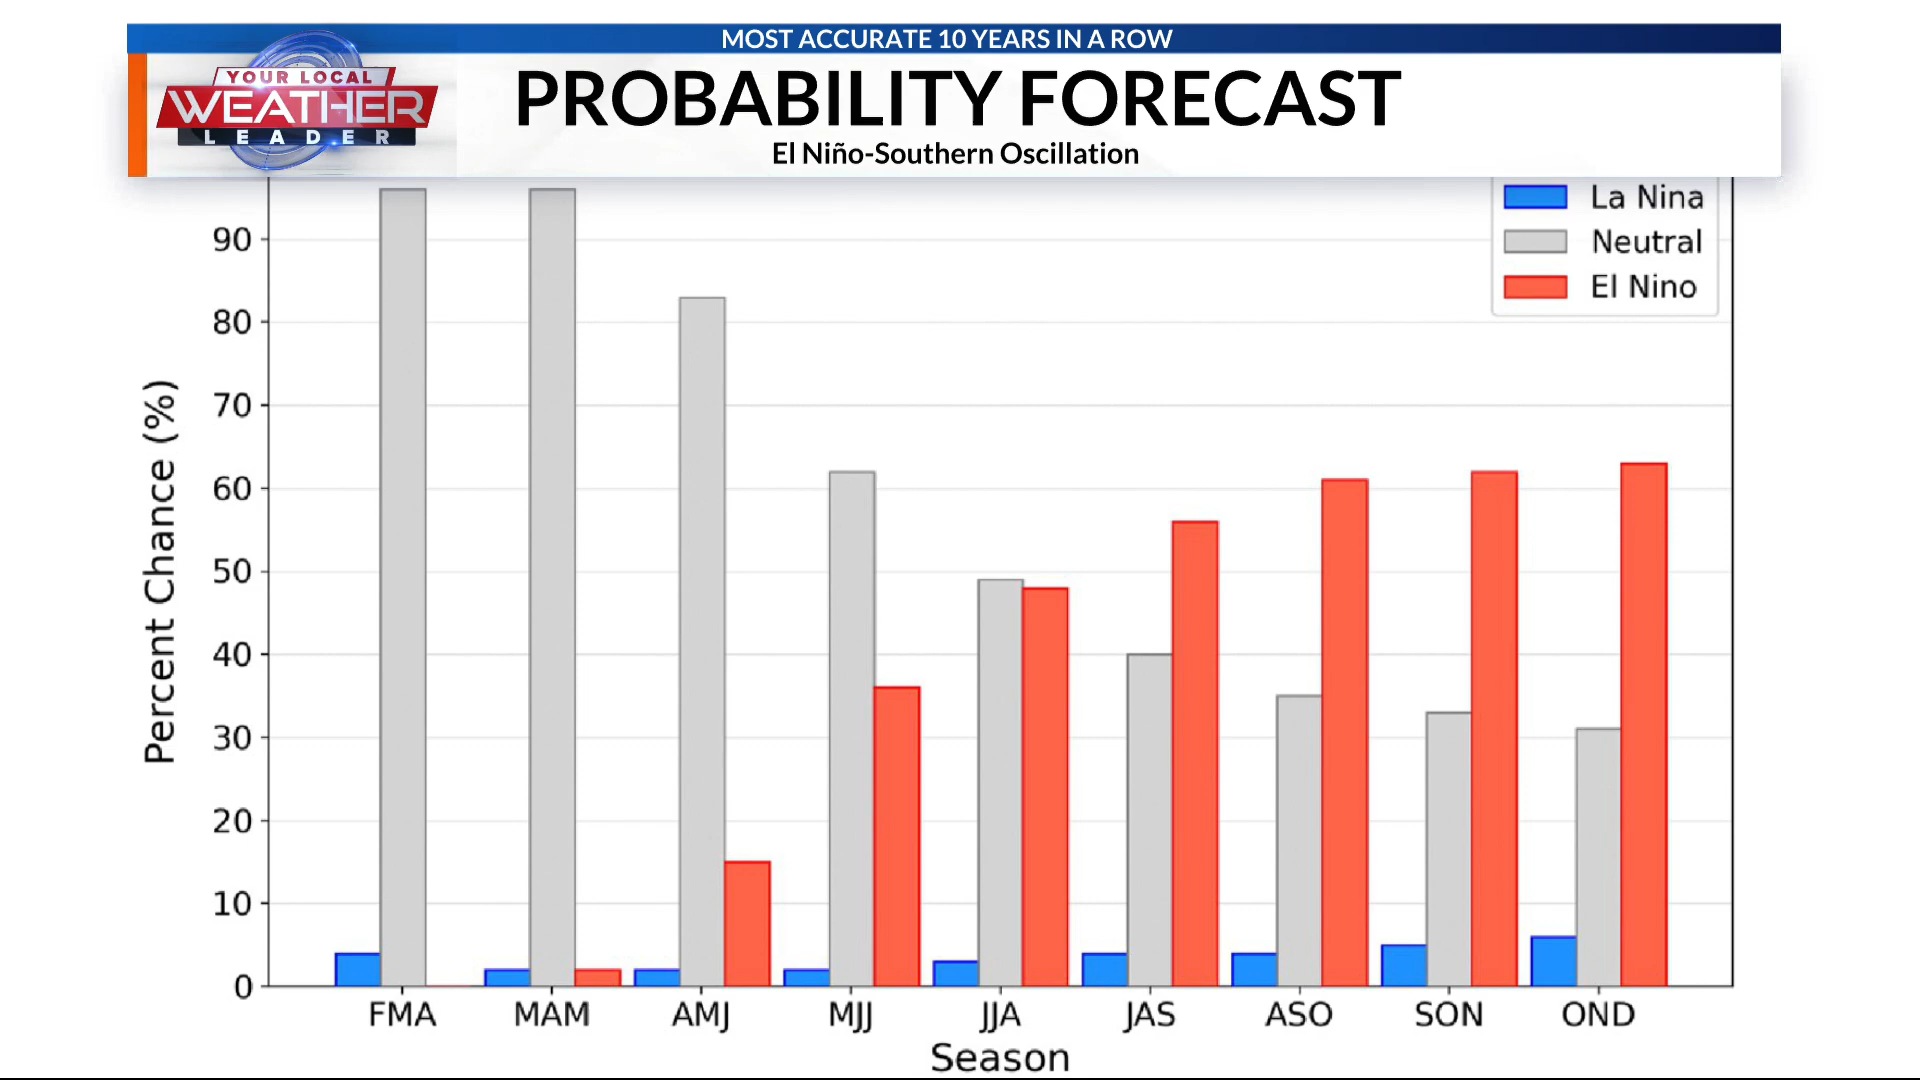 MOST ACCURATE 10 YEARS IN A ROW
YOUR LOCAL
WEATHER
LEADER
PROBABILITY FORECAST
El Niño-Southern Oscillation
La Nina
Neutral
El Nino
Percent Chance (%)
90
80
70
60
50
40
30
20
10
0
FMA MAM AMJ MJJ JJA JAS ASO SON OND
Season